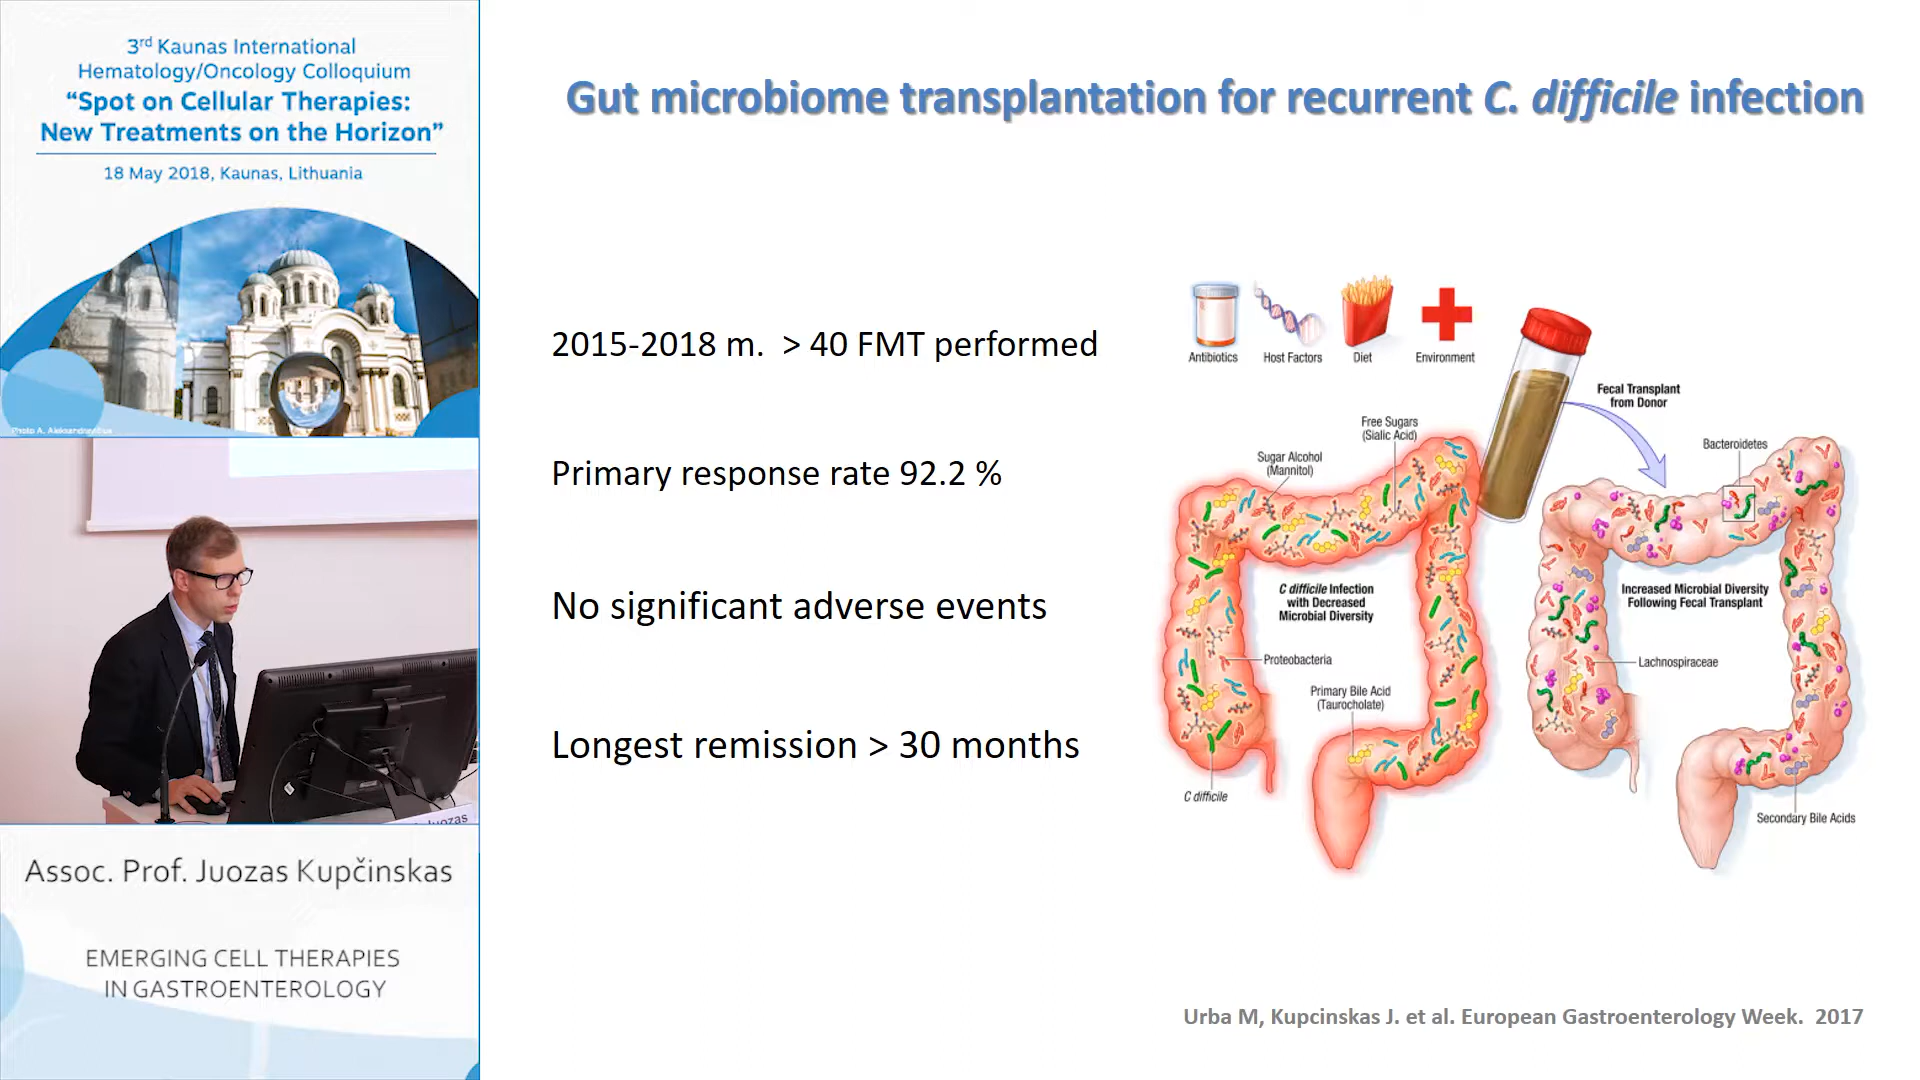 3rd Kaunas International
Hematology/Oncology Colloquium
“Spot on Cellular Therapies:
New Treatments on the Horizon”
18 May 2018, Kaunas, Lithuania
Photo A. Aleksandravičius
Juozas
Assoc. Prof. Juozas Kupčinskas
EMERGING CELL THERAPIES
IN GASTROENTEROLOGY
Gut microbiome transplantation for recurrent C. difficile infection
2015-2018 m.  > 40 FMT performed
Primary response rate 92.2 %
No significant adverse events
Longest remission > 30 months
Antibiotics
Host Factors
Diet
Environment
Fecal Transplant
from Donor
Free Sugars
(Sialic Acid)
Sugar Alcohol
(Mannitol)
Bacteroidetes
C difficile Infection
with Decreased
Microbial Diversity
Increased Microbial Diversity
Following Fecal Transplant
Proteobacteria
Lachnospiraceae
Primary Bile Acid
(Taurocholate)
C difficile
Secondary Bile Acids
Urba M, Kupcinskas J. et al. European Gastroenterology Week.  2017